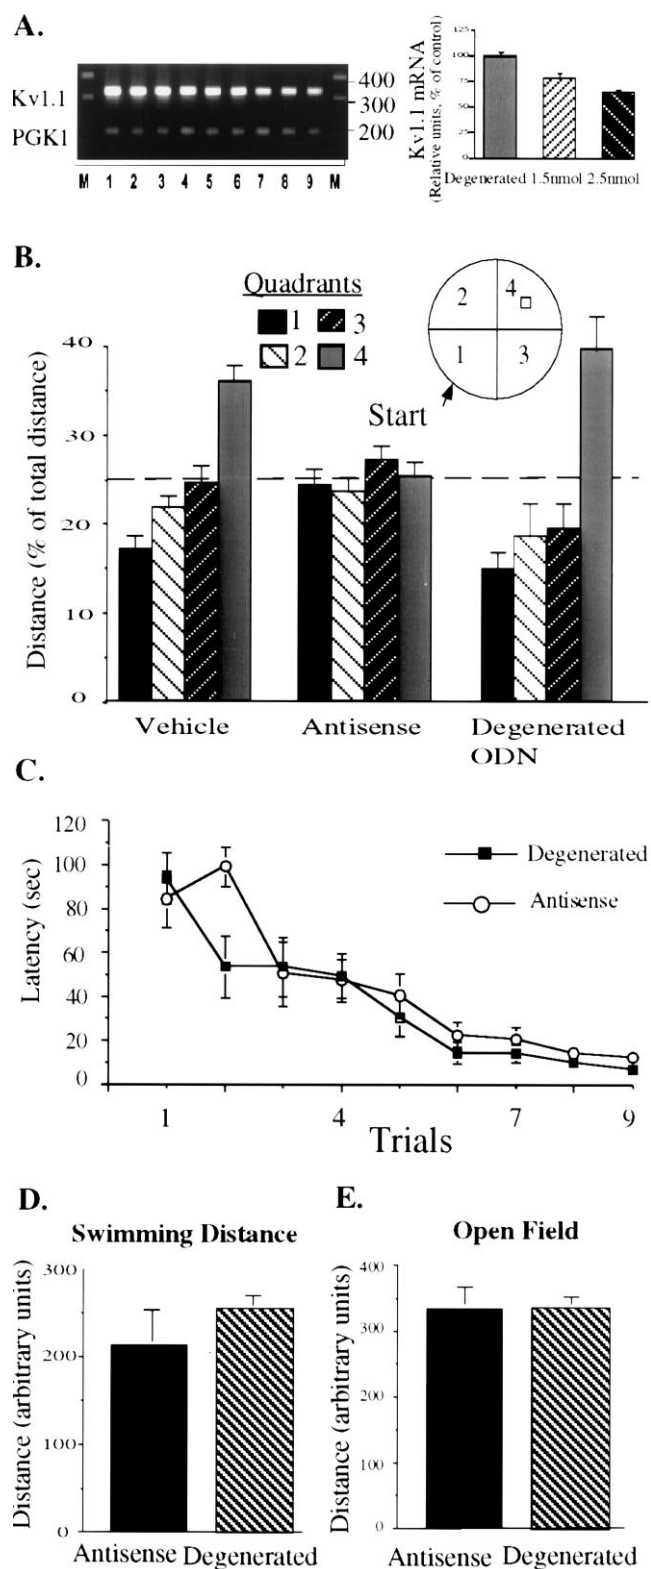 A.
Kv1.1
PGK1
400
300
200
M 1 2 3 4 5 6 7 8 9 M
Kv1.1 mRNA
(Relative units, % of control)
125
100
75
50
25
0
Degenerated 1.5nmol 2.5nmol
B.
Quadrants
1 3
2 4
2 4
1 3
Start
Distance (% of total distance)
40
30
20
10
0
Vehicle Antisense Degenerated
ODN
C.
Latency (sec)
120
100
80
60
40
20
0
Degenerated
Antisense
1 4 7 9
Trials
D.
Swimming Distance
Distance (arbitrary units)
300
200
100
0
Antisense Degenerated
E.
Open Field
Distance (arbitrary units)
400
300
200
100
0
Antisense Degenerated